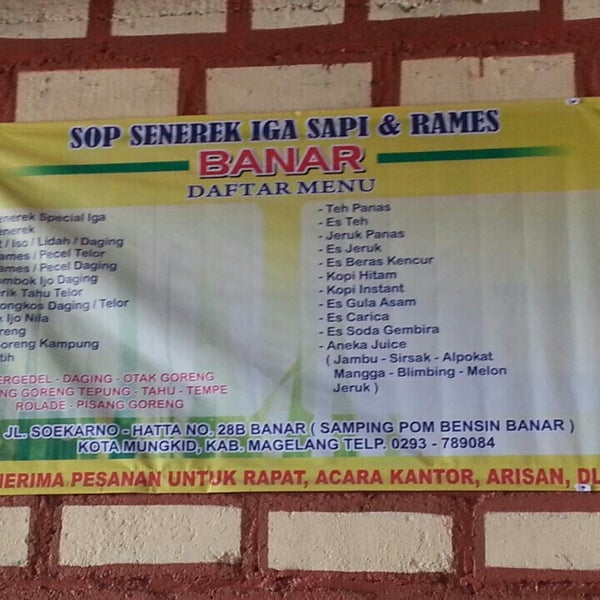 SOP SENEREK IGA SAPI & RAMES
BANAR
DAFTAR MENU
enerek Special Iga
enerek
t / Iso / Lidah / Daging
ames / Pecel Telor
ames / Pecel Daging
ombok Ijo Daging
rik Tahu Telor
ongkos Daging / Telor
k Ijo Nila
oreng
oreng Kampung
tih
ERGEDEL - DAGING - OTAK GORENG
NG GORENG TEPUNG - TAHU - TEMPE
ROLADE - PISANG GORENG
- Teh Panas
- Es Teh
- Jeruk Panas
- Es Jeruk
- Es Beras Kencur
- Kopi Hitam
- Kopi Instant
- Es Gula Asam
- Es Carica
- Es Soda Gembira
- Aneka Juice
( Jambu - Sirsak - Alpokat
Mangga - Blimbing - Melon
Jeruk )
JL. SOEKARNO - HATTA NO. 28B BANAR ( SAMPING POM BENSIN BANAR )
KOTA MUNGKID, KAB. MAGELANG TELP. 0293 - 789084
NERIMA PESANAN UNTUK RAPAT, ACARA KANTOR, ARISAN, DL